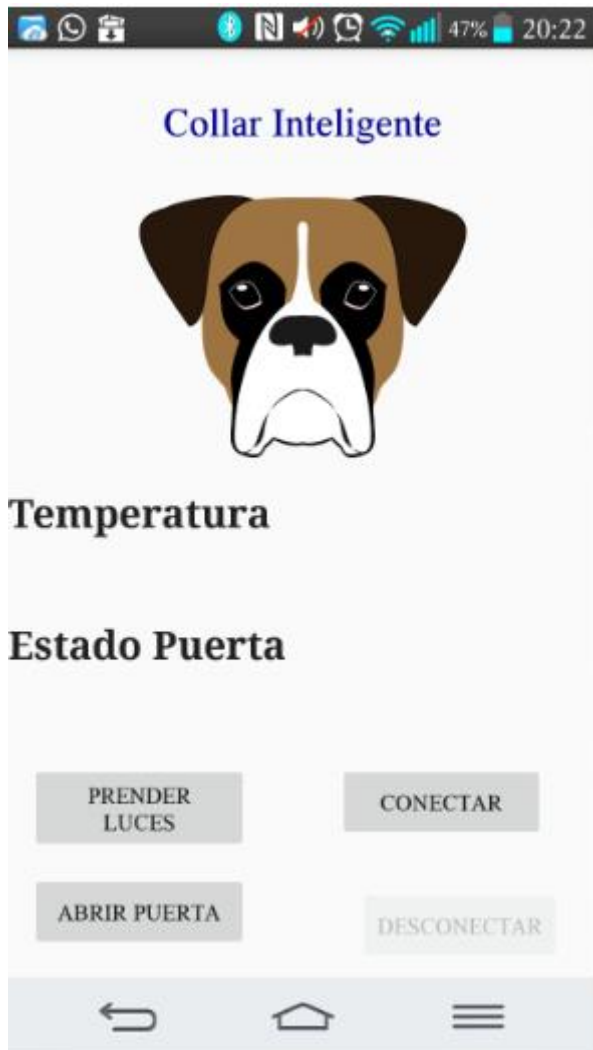 47% 20:22
Collar Inteligente
Temperatura
Estado Puerta
PRENDER
LUCES
CONECTAR
ABRIR PUERTA
DESCONECTAR